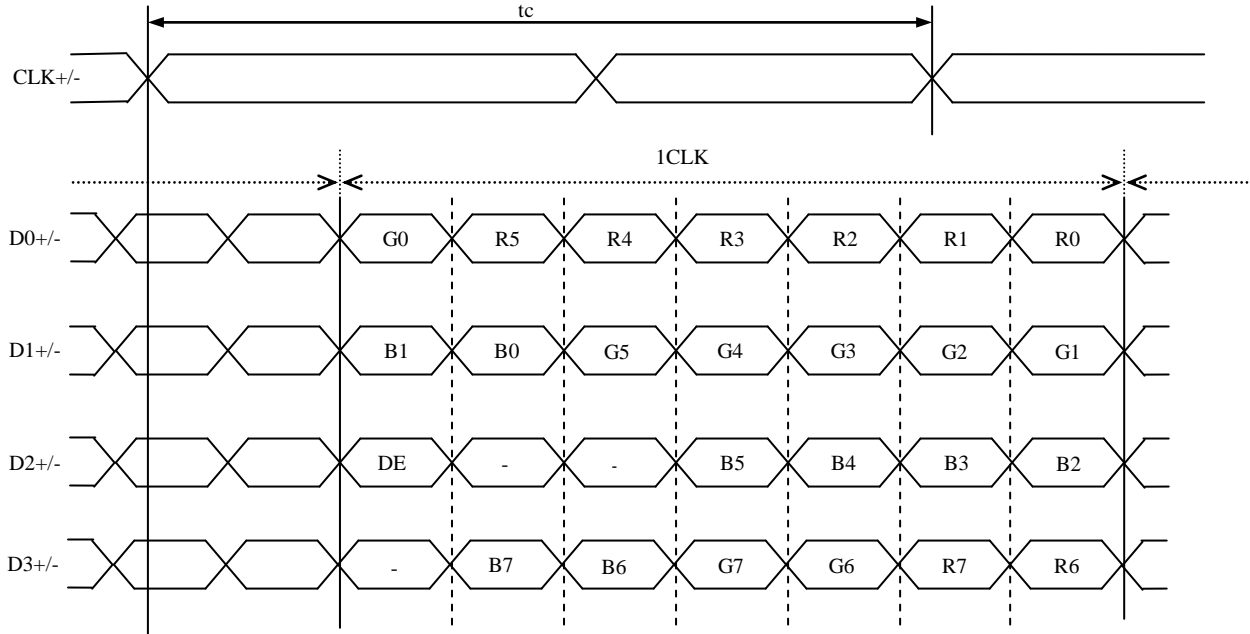 tc
CLK+/-
1CLK
D0+/- G0 R5 R4 R3 R2 R1 R0
D1+/- B1 B0 G5 G4 G3 G2 G1
D2+/- DE - - B5 B4 B3 B2
D3+/- - B7 B6 G7 G6 R7 R6